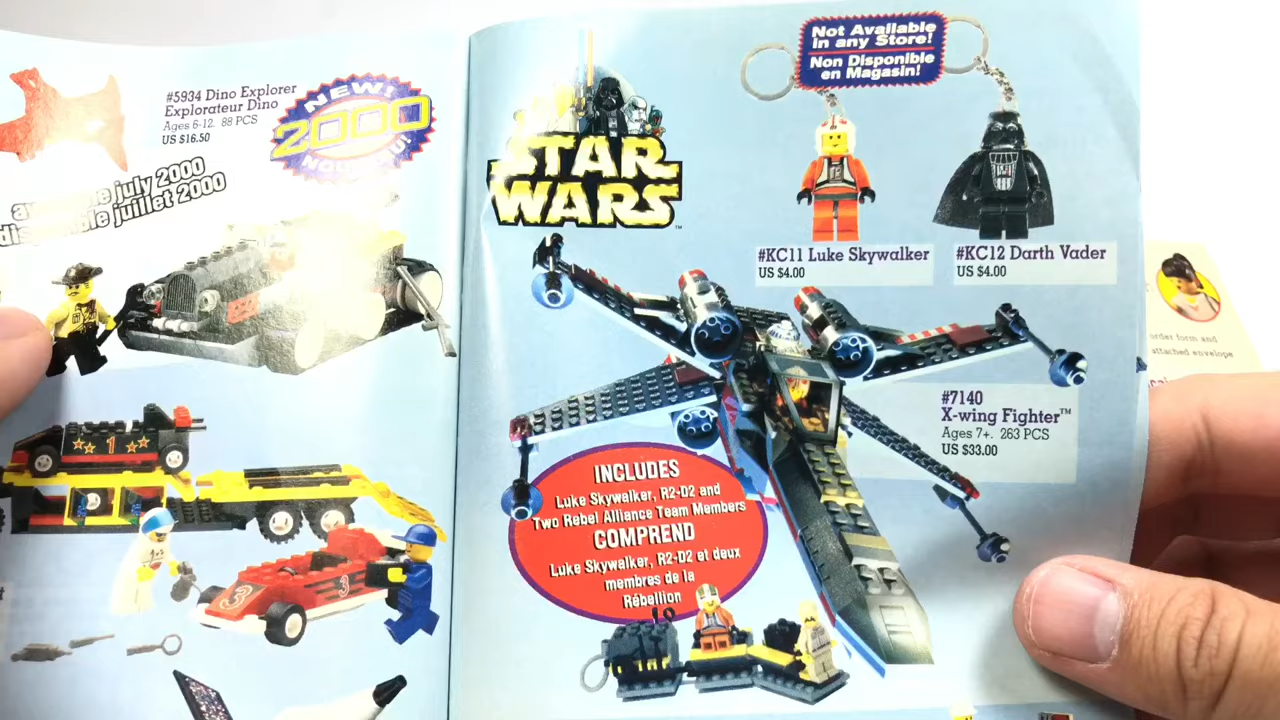 #5934 Dino Explorer
Explorateur Dino
Ages 6-12. 88 PCS
US $16.50
NEW!
2000
july 2000
juillet 2000
1
3
3
STAR
WARS
™
Not Available
in any Store!
Non Disponible
en Magasin!
#KC11 Luke Skywalker
US $4.00
#KC12 Darth Vader
US $4.00
#7140
X-wing Fighter™
Ages 7+. 263 PCS
US $33.00
INCLUDES
Luke Skywalker, R2-D2 and
Two Rebel Alliance Team Members
COMPREND
Luke Skywalker, R2-D2 et deux
membres de la
Rébellion
order form and
attached envelope